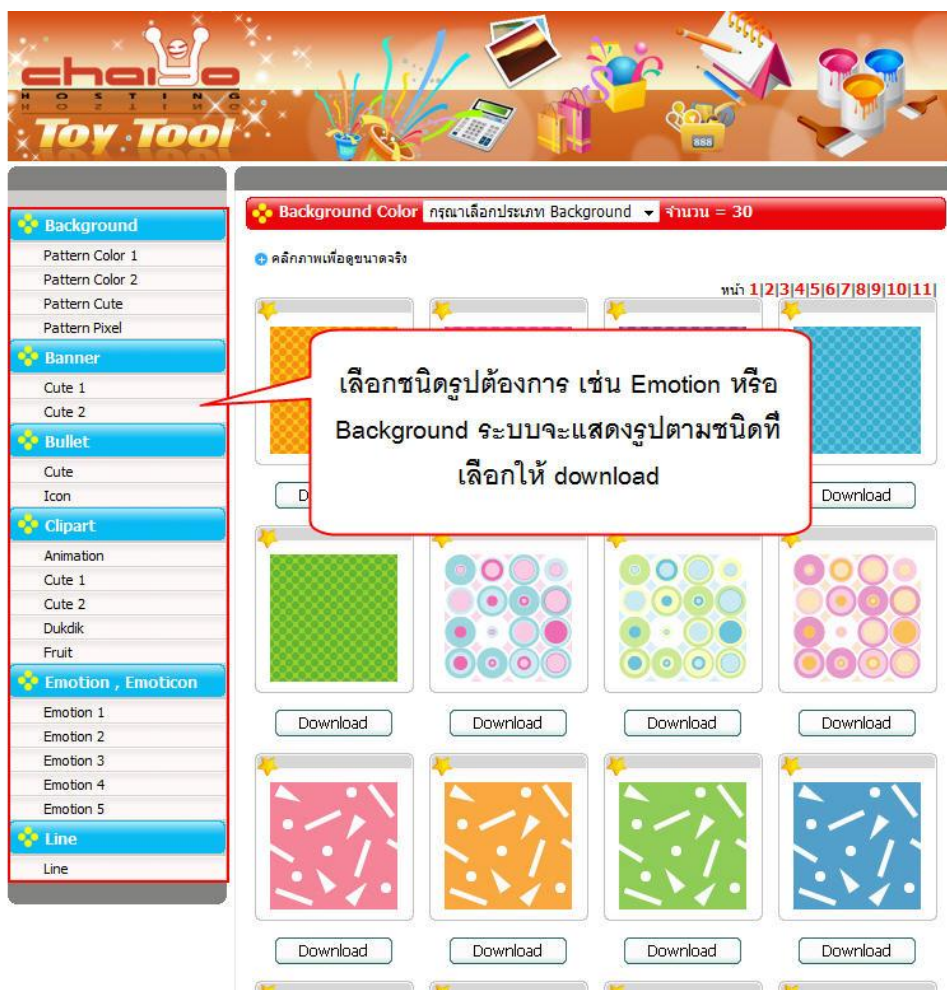 chaiyo
HOSTING
Toy Tool
888
Background
Pattern Color 1
Pattern Color 2
Pattern Cute
Pattern Pixel
Banner
Cute 1
Cute 2
Bullet
Cute
Icon
Clipart
Animation
Cute 1
Cute 2
Dukdik
Fruit
Emotion , Emoticon
Emotion 1
Emotion 2
Emotion 3
Emotion 4
Emotion 5
Line
Line
Background Color กรุณาเลือกประเภท Background จำนวน = 30
คลิกภาพเพื่อดูขนาดจริง
หน้า 1|2|3|4|5|6|7|8|9|10|11|
เลือกชนิดรูปต้องการ เช่น Emotion หรือ
Background ระบบจะแสดงรูปตามชนิดที่
เลือกให้ download
D Download
Download Download Download Download
Download Download Download Download